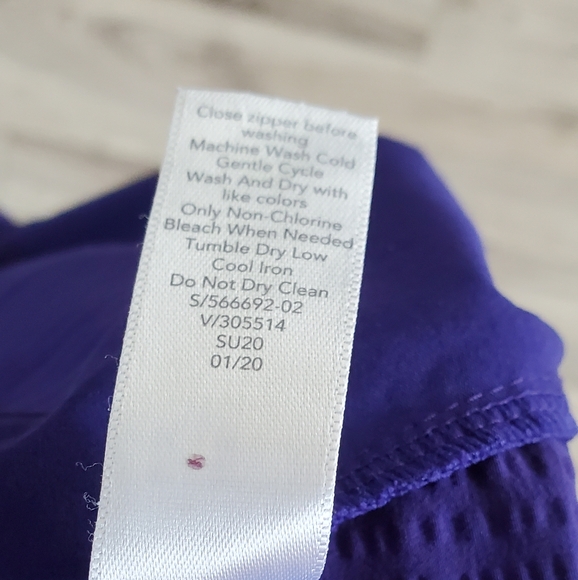 Close zipper before
washing
Machine Wash Cold
Gentle Cycle
Wash And Dry with
like colors
Only Non-Chlorine
Bleach When Needed
Tumble Dry Low
Cool Iron
Do Not Dry Clean
S/566692-02
V/305514
SU20
01/20